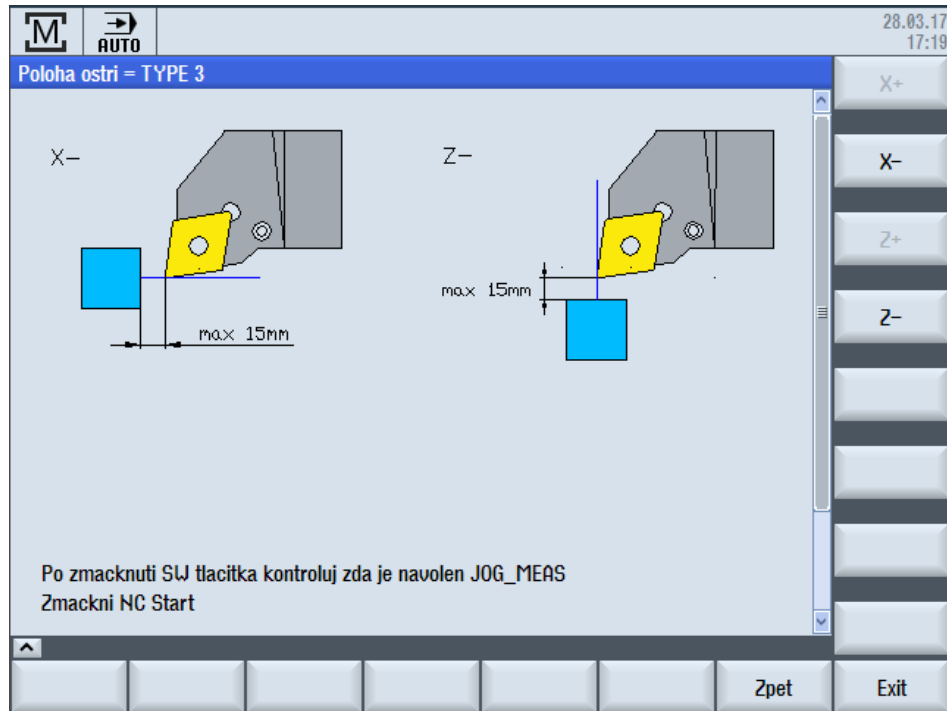 M
AUTO
28.03.17
17:19
Poloha ostri = TYPE 3
X-
max 15mm
Z-
max 15mm
Po zmacknuti SW tlacitka kontroluj zda je navolen JOG_MEAS
Zmackni NC Start
X+
X-
Z+
Z-
Zpet
Exit